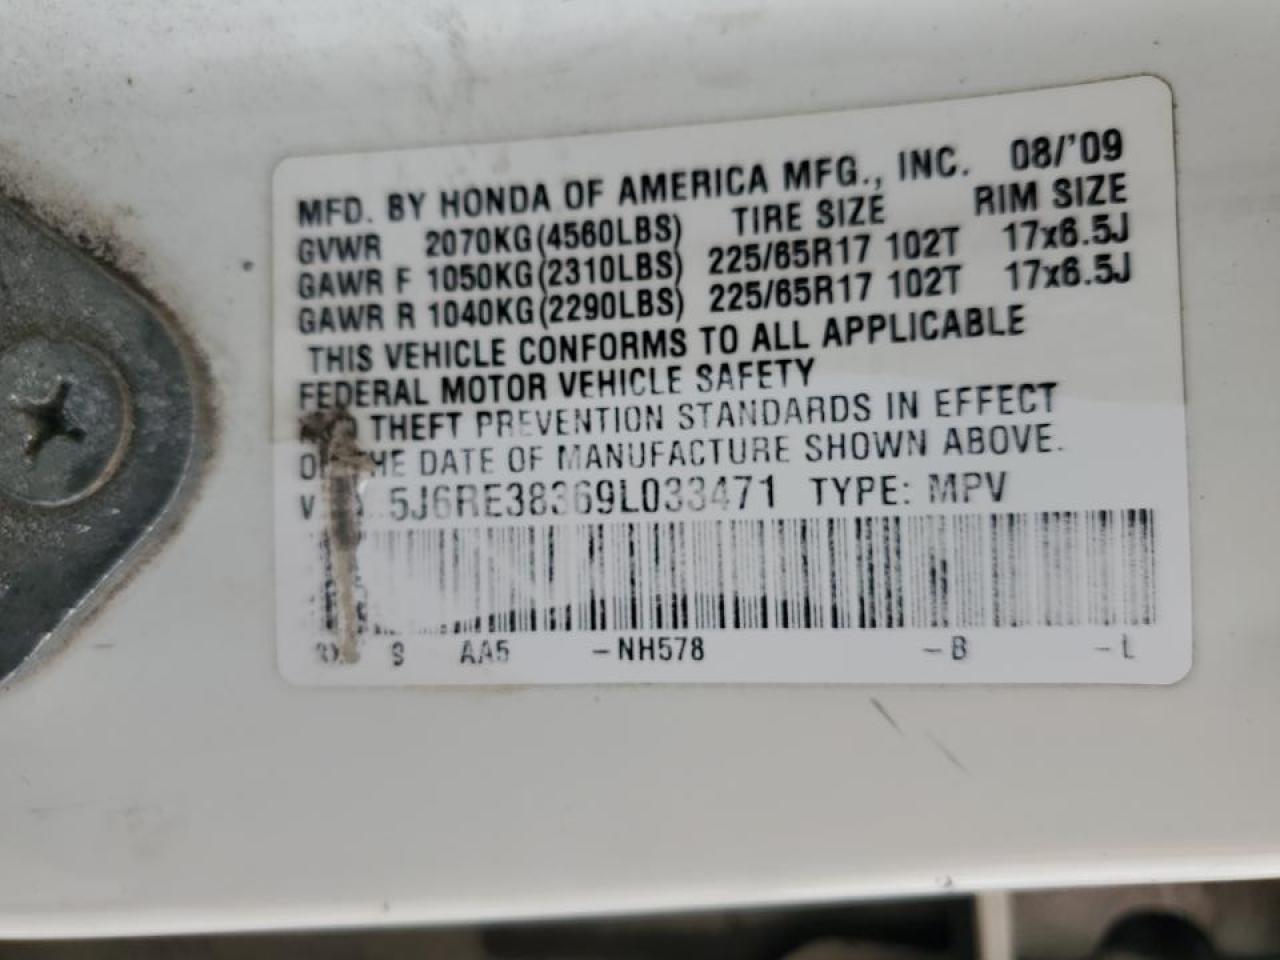 MFD. BY HONDA OF AMERICA MFG., INC. 08/'09
GVWR 2070KG(4560LBS) TIRE SIZE RIM SIZE
GAWR F 1050KG(2310LBS) 225/65R17 102T 17x6.5J
GAWR R 1040KG(2290LBS) 225/65R17 102T 17x6.5J
THIS VEHICLE CONFORMS TO ALL APPLICABLE
FEDERAL MOTOR VEHICLE SAFETY
THEFT PREVENTION STANDARDS IN EFFECT
THE DATE OF MANUFACTURE SHOWN ABOVE.
5J6RE38369L033471 TYPE: MPV
9 AA5 -NH578 -B -L